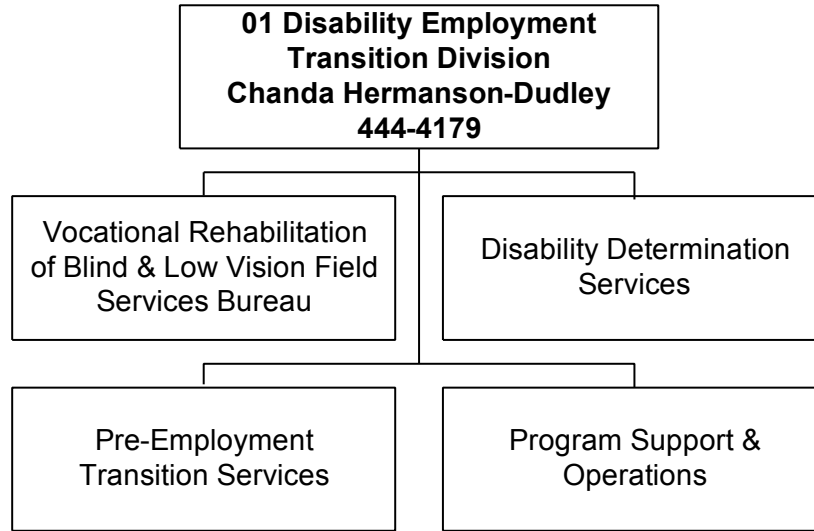 01 Disability Employment
Transition Division
Chanda Hermanson-Dudley
444-4179
Vocational Rehabilitation
of Blind & Low Vision Field
Services Bureau
Disability Determination
Services
Pre-Employment
Transition Services
Program Support &
Operations